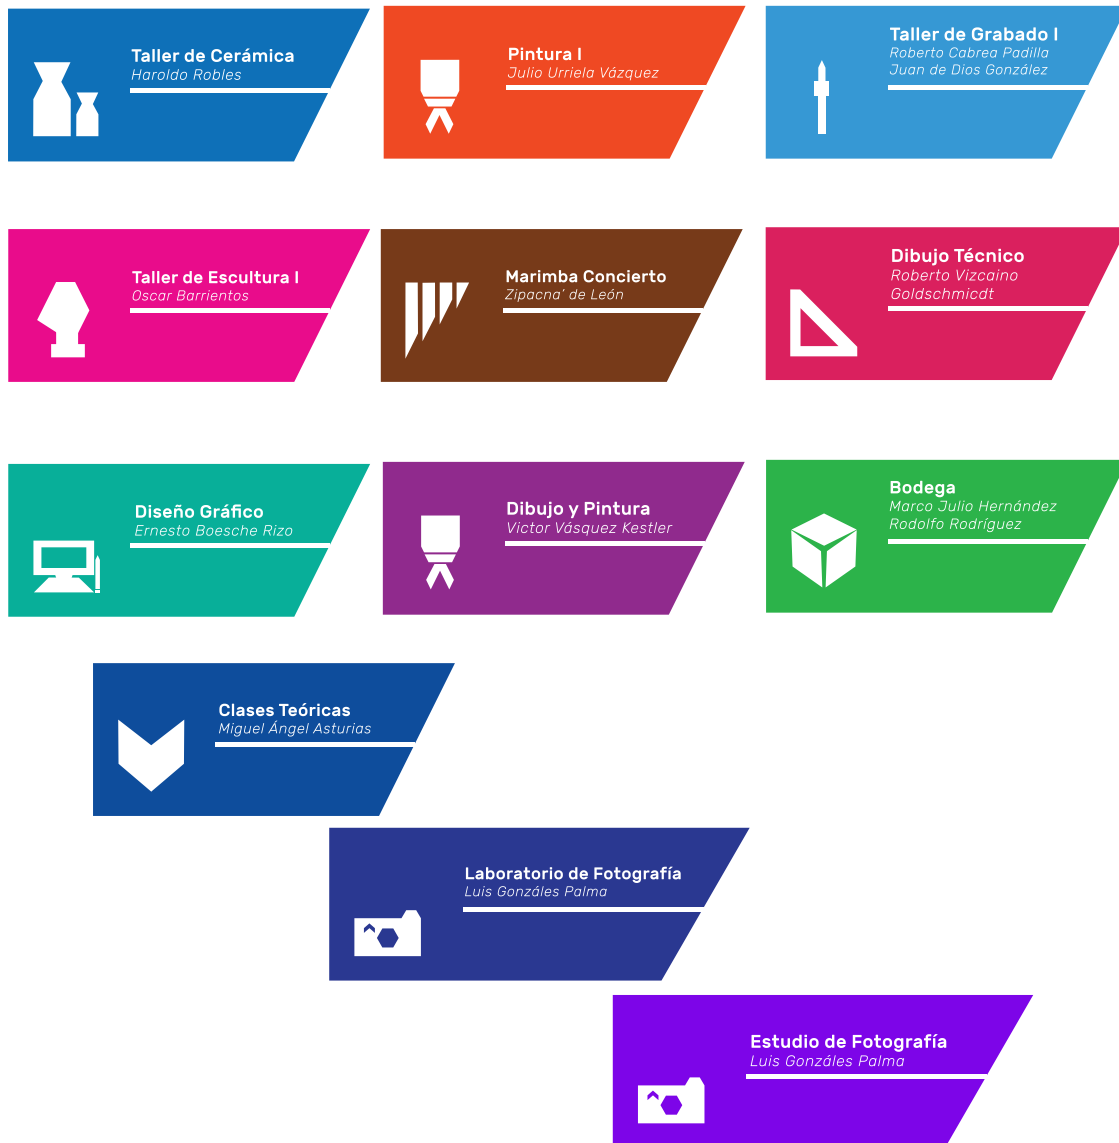 Taller de Cerámica
Haroldo Robles
Pintura I
Julio Urriela Vázquez
Taller de Grabado I
Roberto Cabrea Padilla
Juan de Dios González
Taller de Escultura I
Oscar Barrientos
Marimba Concierto
Zipacna' de León
Dibujo Técnico
Roberto Vizcaino
Goldschmicdt
Diseño Gráfico
Ernesto Boesche Rizo
Dibujo y Pintura
Victor Vásquez Kestler
Bodega
Marco Julio Hernández
Rodolfo Rodríguez
Clases Teóricas
Miguel Ángel Asturias
Laboratorio de Fotografía
Luis Gonzáles Palma
Estudio de Fotografía
Luis Gonzáles Palma